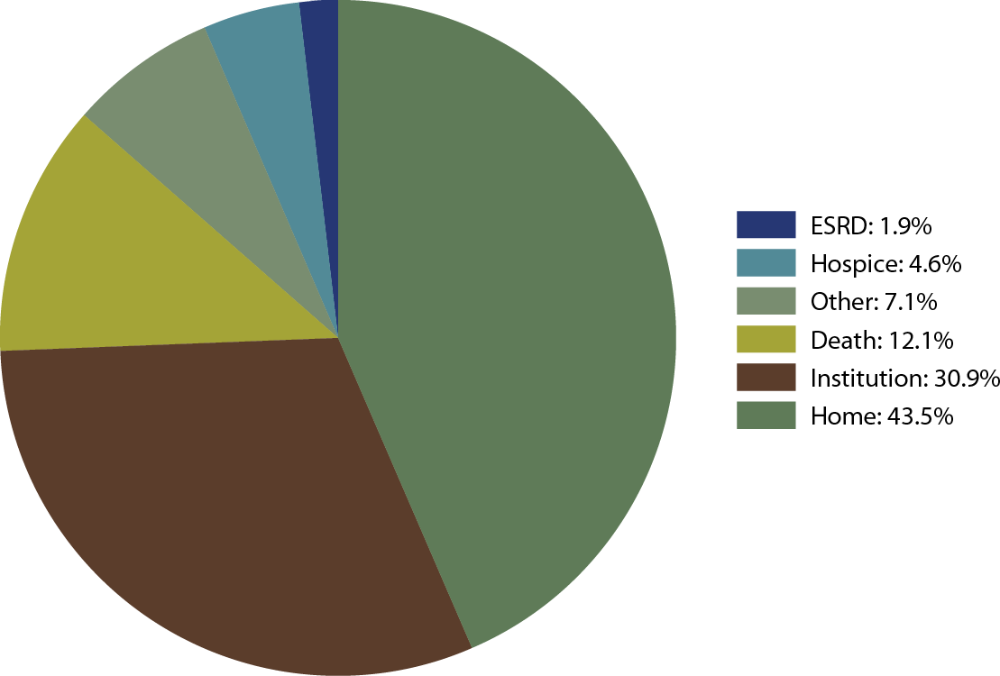 ESRD: 1.9%
Hospice: 4.6%
Other: 7.1%
Death: 12.1%
Institution: 30.9%
Home: 43.5%